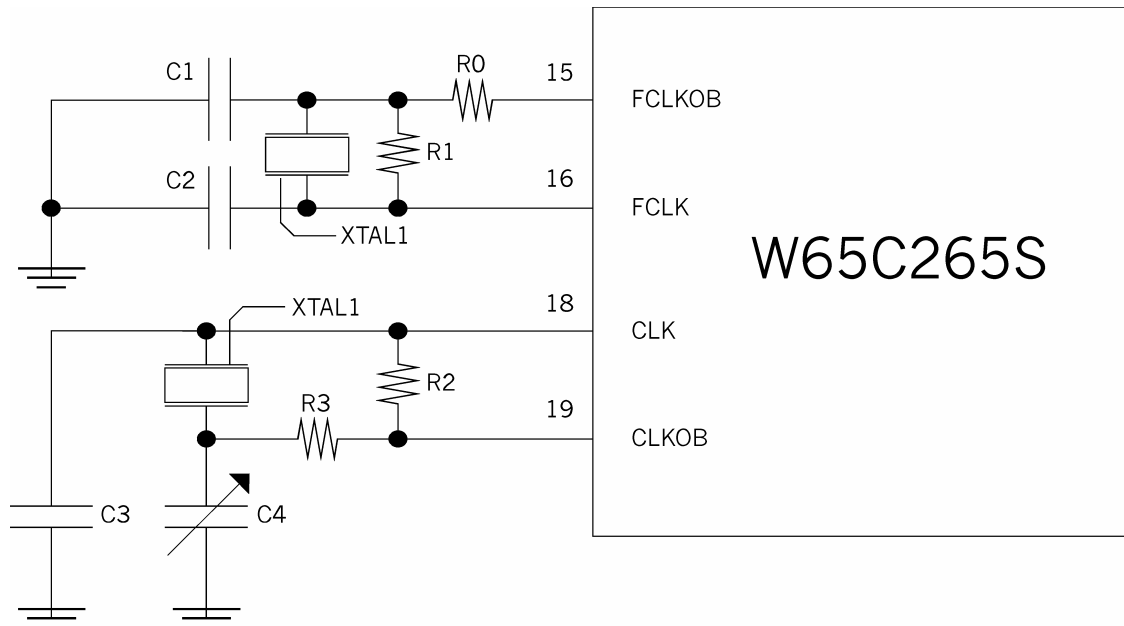 C1
R0
15
FCLKOB
R1
C2
16
FCLK
XTAL1
W65C265S
XTAL1
18
CLK
R2
R3
19
CLKOB
C3
C4